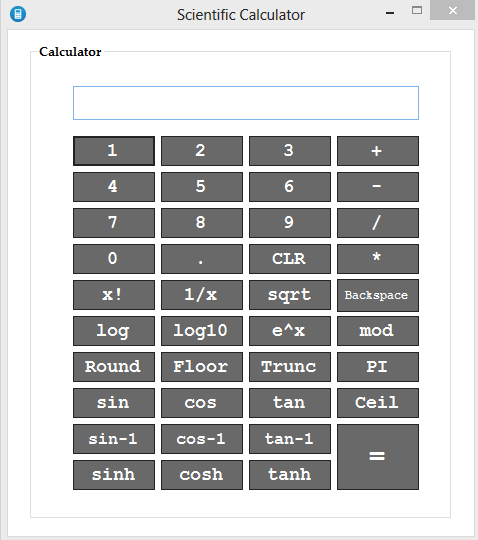 Scientific Calculator
Calculator
1 2 3 +
4 5 6 -
7 8 9 /
0 . CLR *
x! 1/x sqrt Backspace
log log10 e^x mod
Round Floor Trunc PI
sin cos tan Ceil
sin-1 cos-1 tan-1 =
sinh cosh tanh